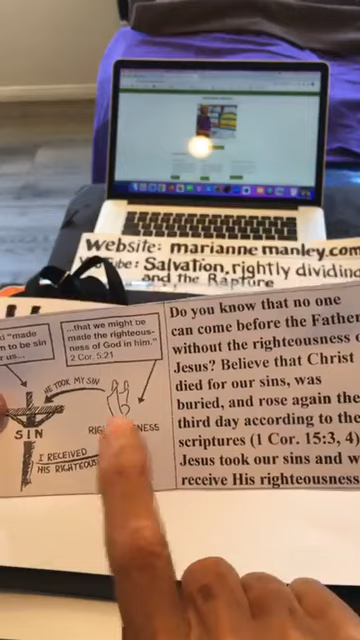 Website: mariannemanley.com
Tube: Salvation, rightly dividing
and the Rapture
"made
to be sin
us...
...that we might be
made the righteous-
ness of God in him."
2 Cor. 5:21
HE TOOK MY SIN
SIN
I RECEIVED
HIS
Do you know that no one
can come before the Father
without the righteousness of
Jesus? Believe that Christ
died for our sins, was
buried, and rose again the
third day according to the
scriptures (1 Cor. 15:3, 4)
Jesus took our sins and w
receive His righteousness